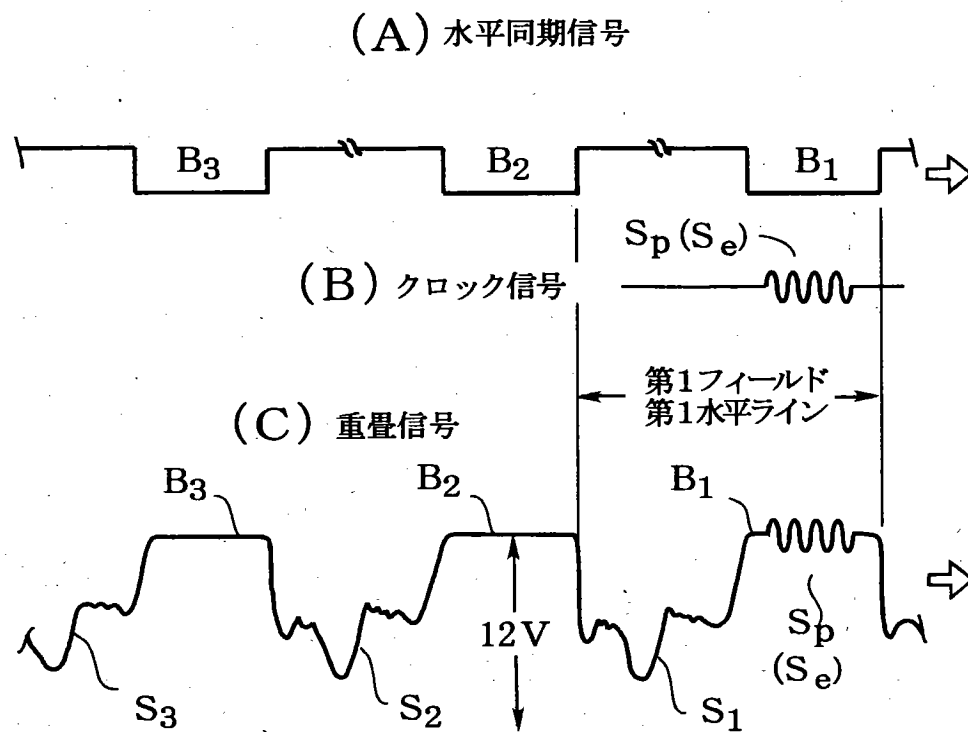 (A) 水平同期信号
B3 B2 B1
Sp(Se)
(B) クロック信号
第1フィールド
第1水平ライン
(C) 重畳信号
B3 B2 B1
12V
Sp
(Se)
S3 S2 S1